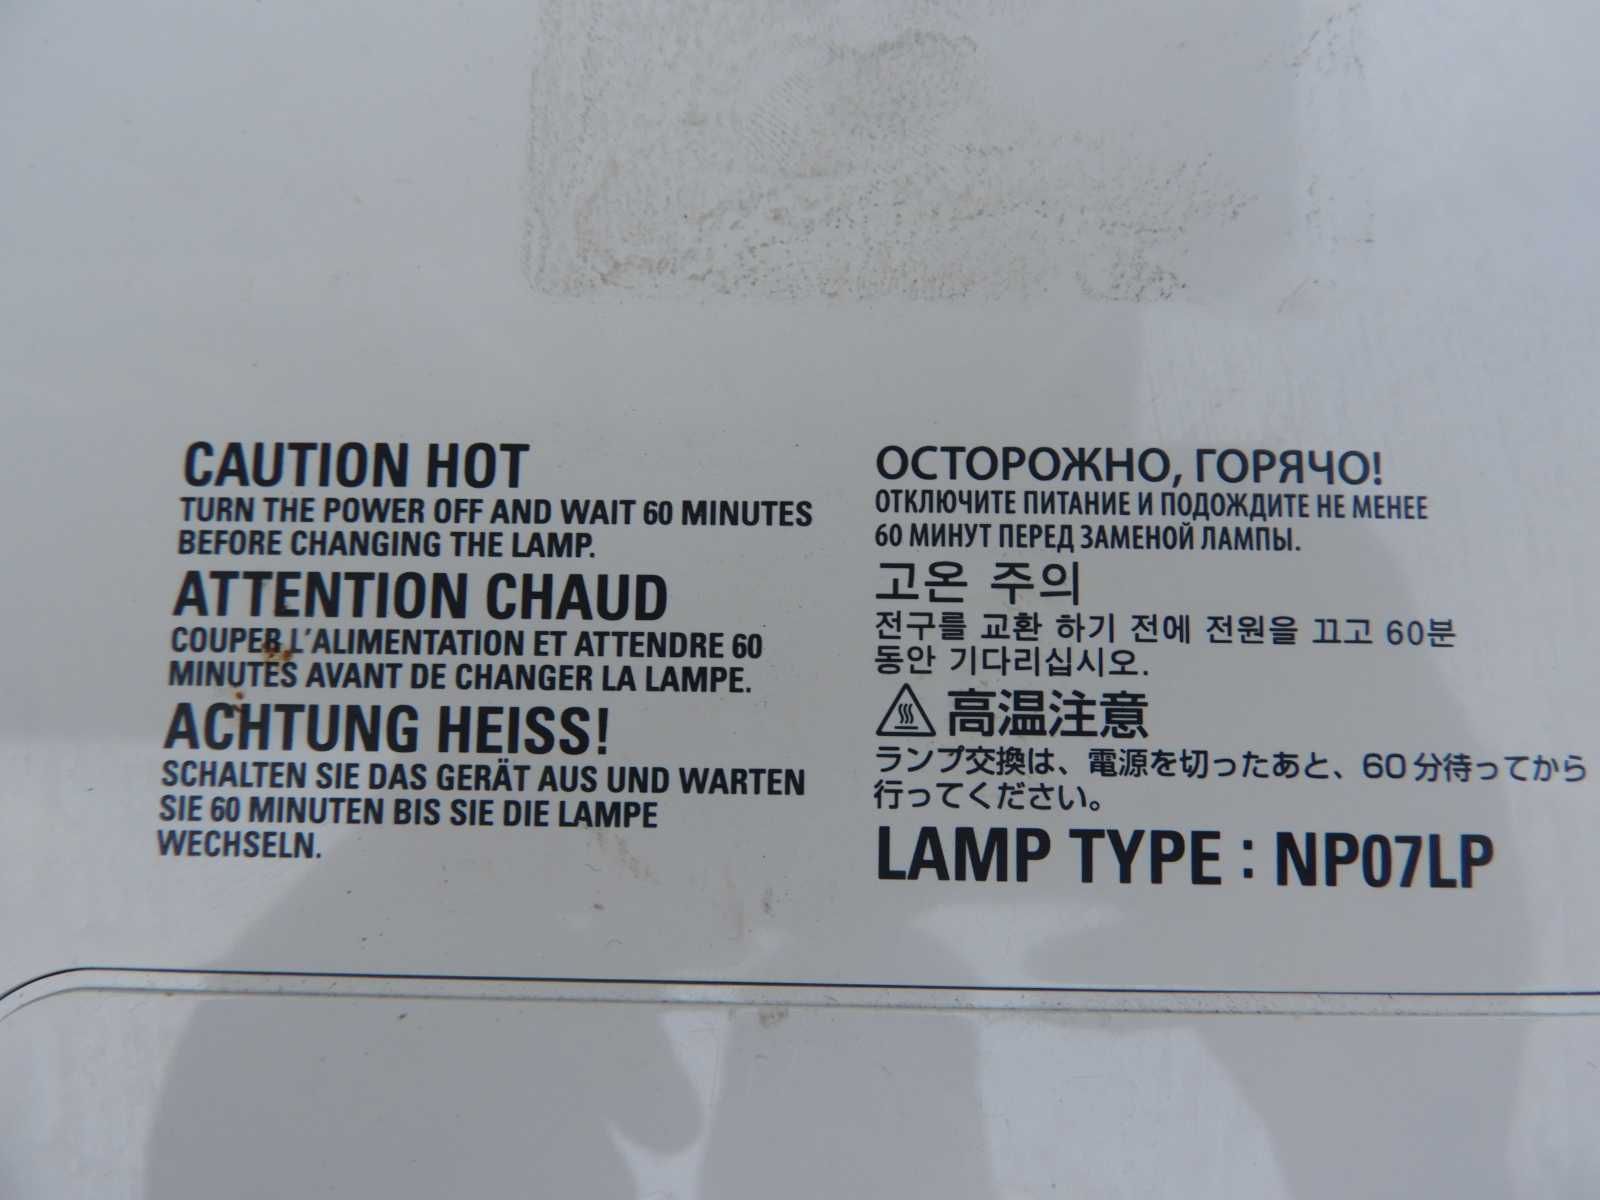 CAUTION HOT
TURN THE POWER OFF AND WAIT 60 MINUTES
BEFORE CHANGING THE LAMP.
ATTENTION CHAUD
COUPER L'ALIMENTATION ET ATTENDRE 60
MINUTES AVANT DE CHANGER LA LAMPE.
ACHTUNG HEISS!
SCHALTEN SIE DAS GERÄT AUS UND WARTEN
SIE 60 MINUTEN BIS SIE DIE LAMPE
WECHSELN.
ОСТОРОЖНО, ГОРЯЧО!
ОТКЛЮЧИТЕ ПИТАНИЕ И ПОДОЖДИТЕ НЕ МЕНЕЕ
60 МИНУТ ПЕРЕД ЗАМЕНОЙ ЛАМПЫ.
고온 주의
전구를 교환 하기 전에 전원을 끄고 60분
동안 기다리십시오.
高温注意
ランプ交換は、電源を切ったあと、60分待ってから
行ってください。
LAMP TYPE : NP07LP